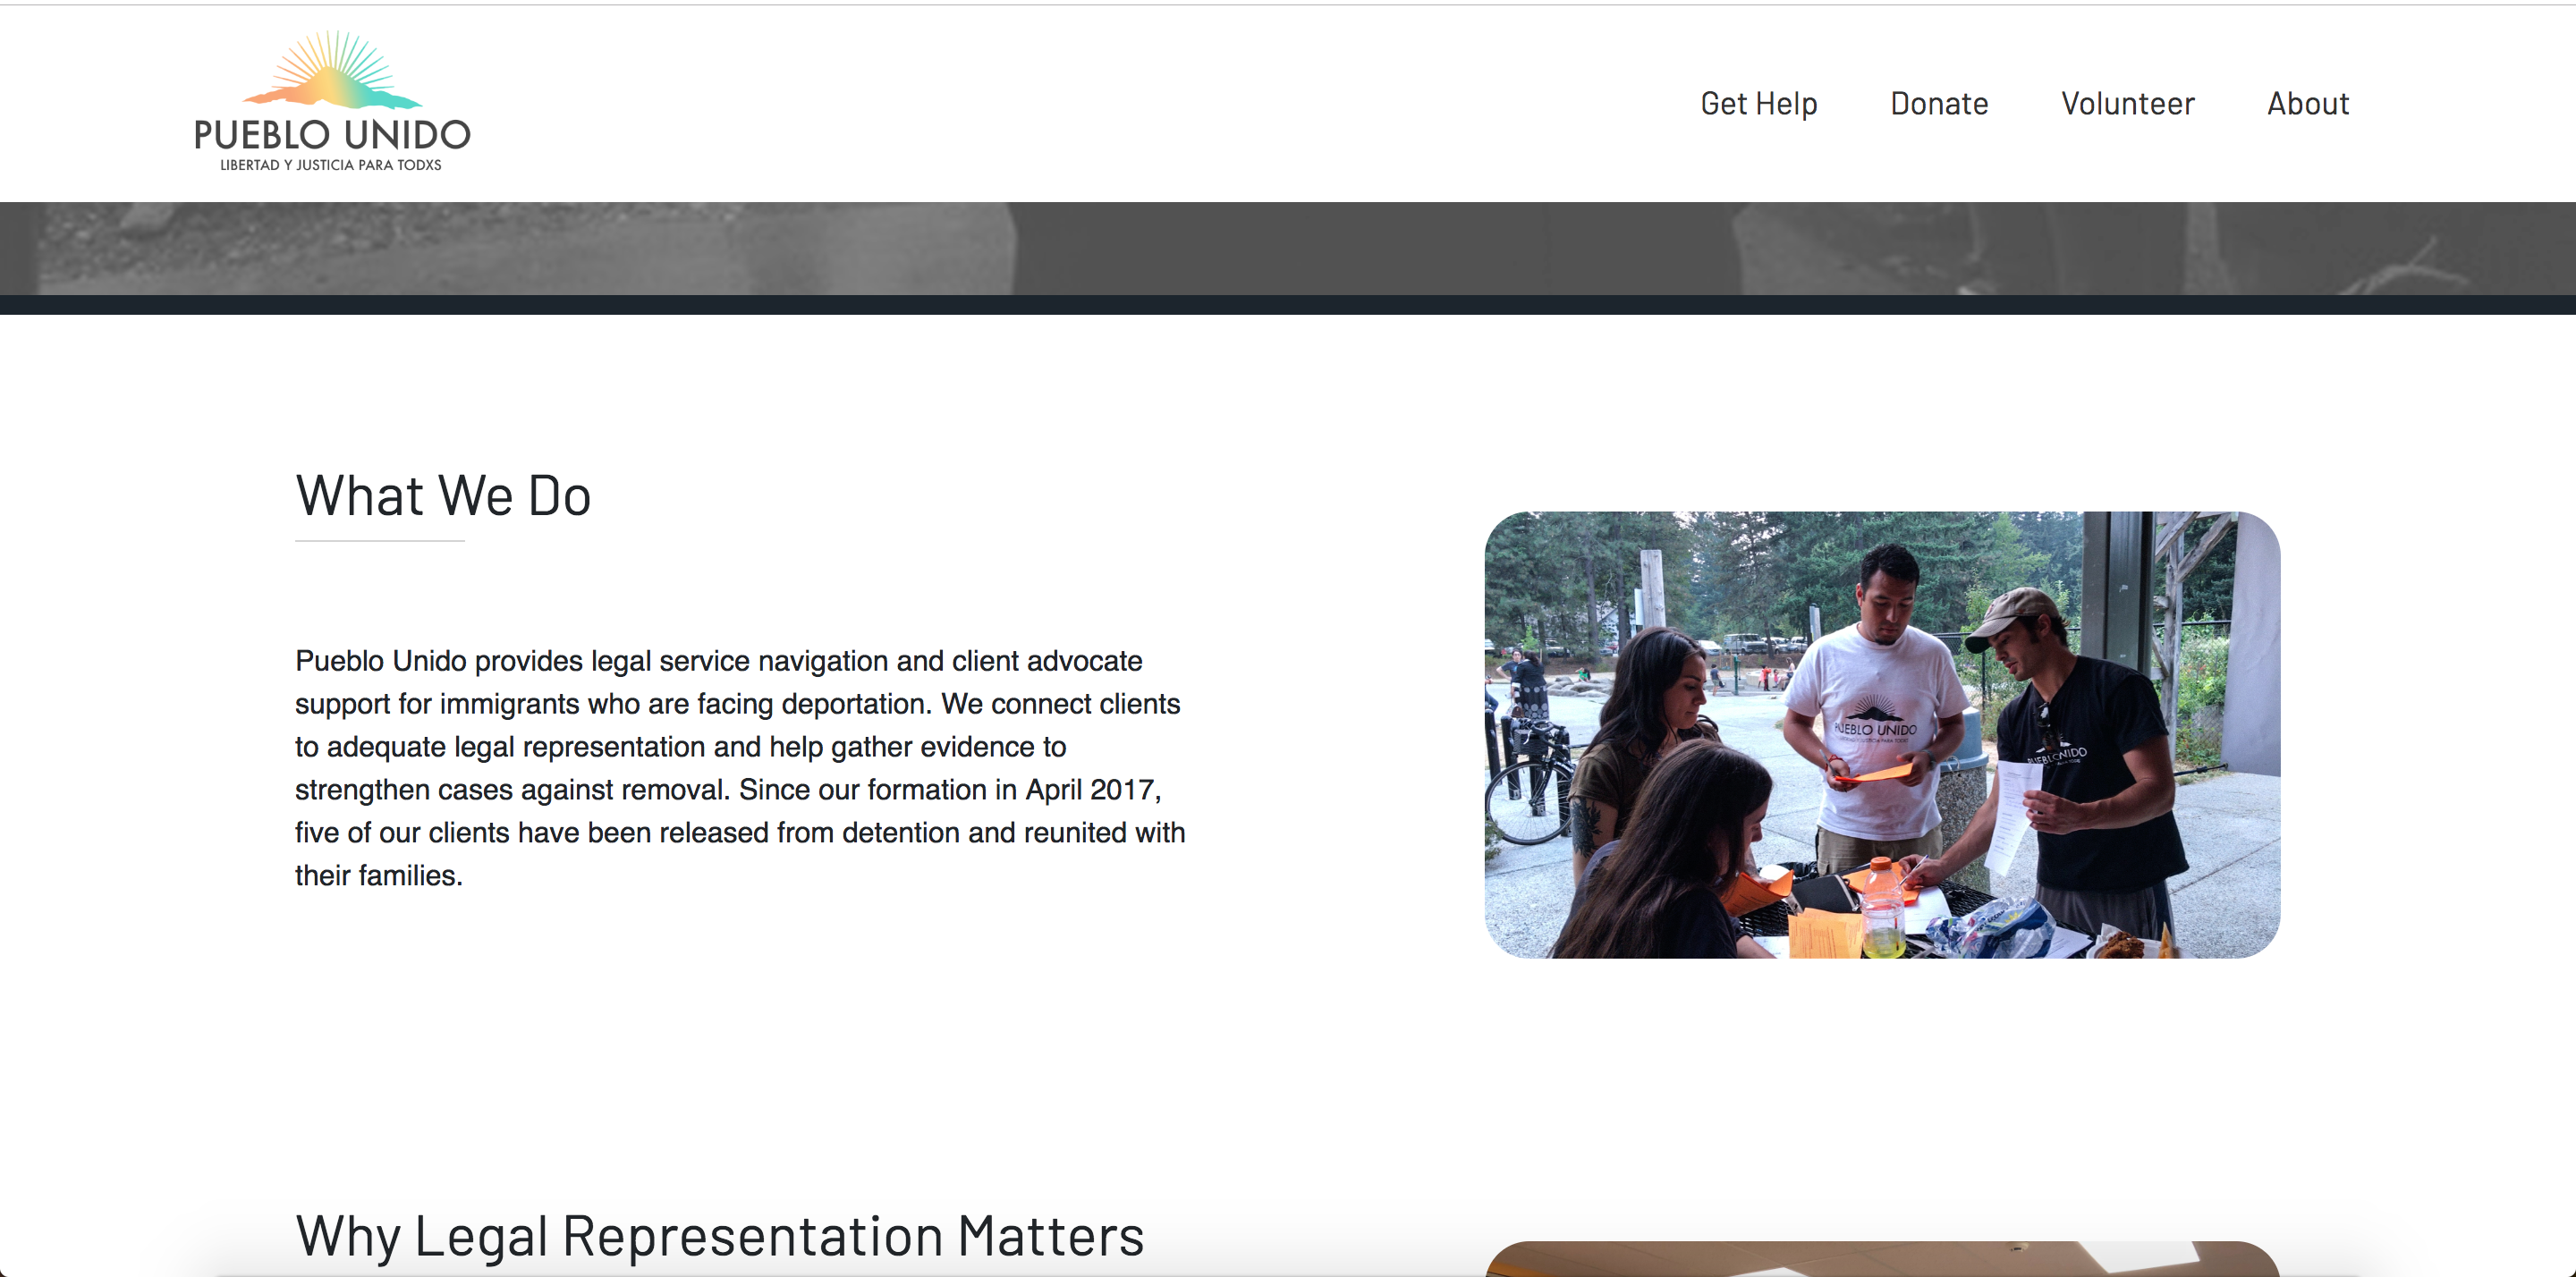 PUEBLO UNIDO
LIBERTAD Y JUSTICIA PARA TODXS
Get Help
Donate
Volunteer
About
What We Do
Pueblo Unido provides legal service navigation and client advocate
support for immigrants who are facing deportation. We connect clients
to adequate legal representation and help gather evidence to
strengthen cases against removal. Since our formation in April 2017,
five of our clients have been released from detention and reunited with
their families.
PUEBLO UNIDO
Why Legal Representation Matters